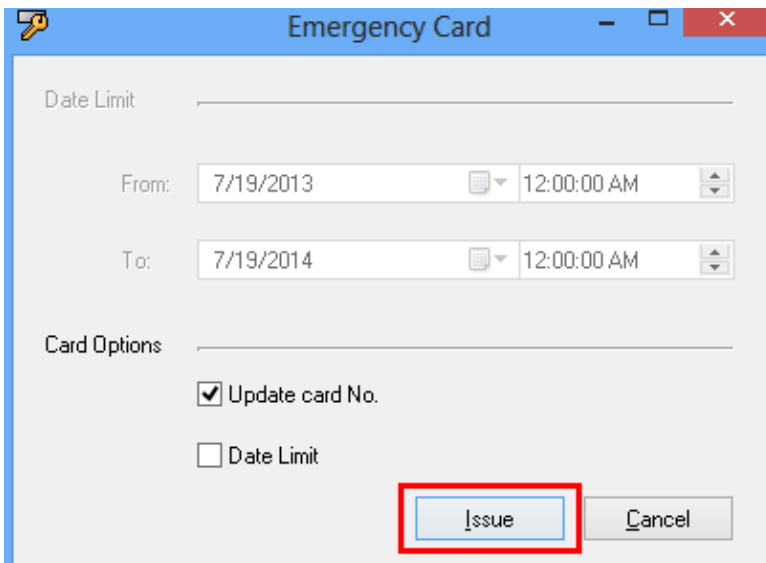 Emergency Card
Date Limit
From: 7/19/2013 12:00:00 AM
To: 7/19/2014 12:00:00 AM
Card Options
Update card No.
Date Limit
Issue Cancel